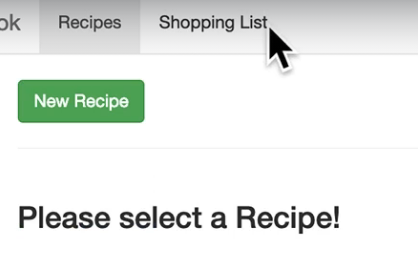 ok Recipes Shopping List
New Recipe
Please select a Recipe!